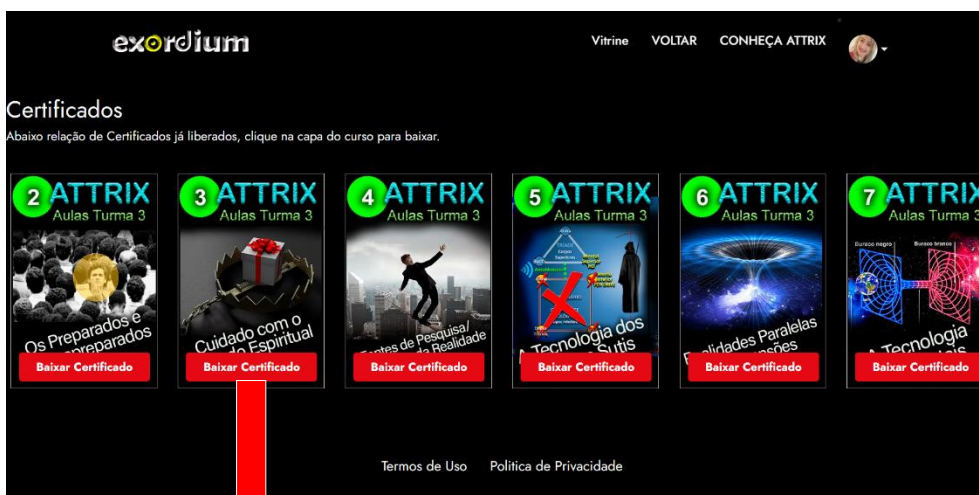 exordium
Vitrine VOLTAR CONHEÇA ATTRIX
Certificados
Abaixo relação de Certificados já liberados, clique na capa do curso para baixar.
2 ATTRIX
Aulas Turma 3
Os Preparados e
Baixar Certificado
3 ATTRIX
Aulas Turma 3
Cuidado com o
Espiritual
Baixar Certificado
4 ATTRIX
Aulas Turma 3
de Pesquisa/
da Realidade
Baixar Certificado
5 ATTRIX
Aulas Turma 3
A Tecnologia dos
Sutis
Baixar Certificado
6 ATTRIX
Aulas Turma 3
Paralelas
Baixar Certificado
7 ATTRIX
Aulas Turma 3
Buraco negro Buraco branco
A Tecnologia
Baixar Certificado
Termos de Uso Politica de Privacidade